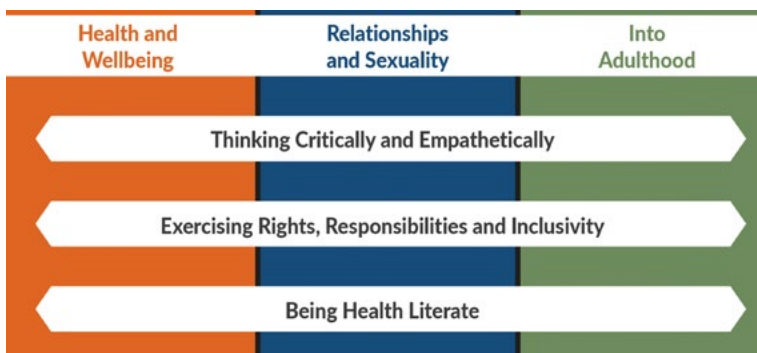 Health and
Wellbeing
Relationships
and Sexuality
Into
Adulthood
Thinking Critically and Empathetically
Exercising Rights, Responsibilities and Inclusivity
Being Health Literate